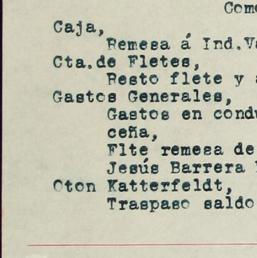 Com
Caja,
Remesa á Ind.V
Cta.de Fletes,
Resto flete y
Gastos Generales,
Gastos en condu
ceña,
Flte remesa de
Jesús Barrera
Oton Katterfeldt,
Traspaso saldo